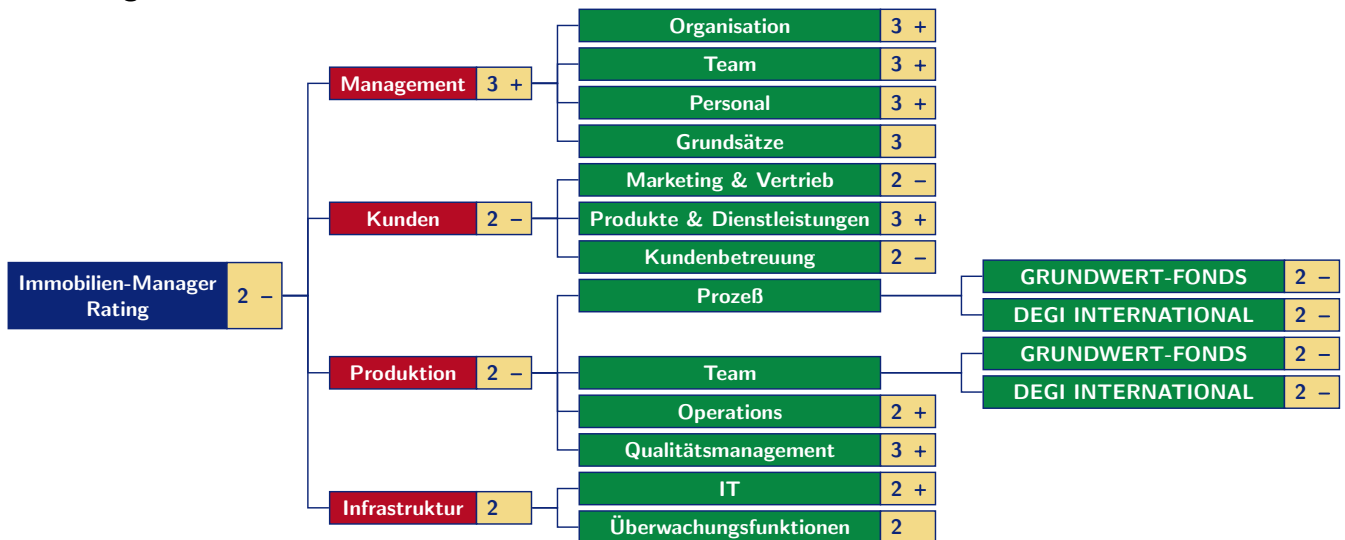 Organisation 3 +
Team 3 +
Management 3 +
Personal 3 +
Grundsätze 3
Marketing & Vertrieb 2 –
Kunden 2 –
Produkte & Dienstleistungen 3 +
Kundenbetreuung 2 –
Immobilien-Manager
Rating
2 –
Prozeß
GRUNDWERT-FONDS 2 –
DEGI INTERNATIONAL 2 –
Produktion 2 –
Team
GRUNDWERT-FONDS 2 –
DEGI INTERNATIONAL 2 –
Operations 2 +
Qualitätsmanagement 3 +
IT 2 +
Infrastruktur 2
Überwachungsfunktionen 2